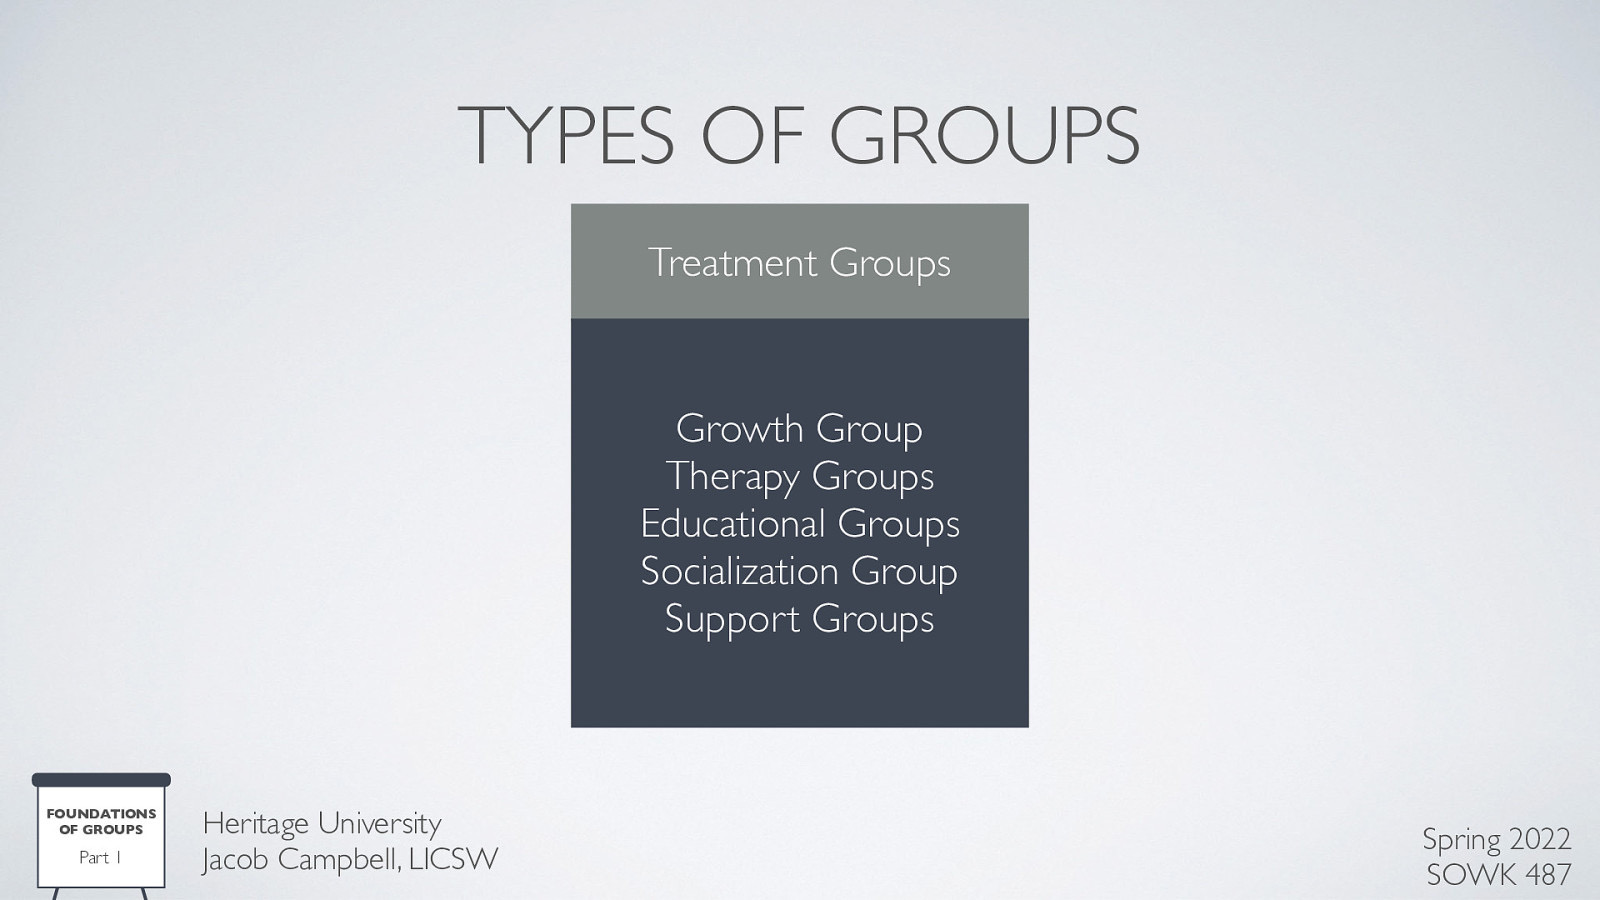 TYPES OF GROUPS
Treatment Groups
Growth Group
Therapy Groups
Educational Groups
Socialization Group
Support Groups
FOUNDATIONS
OF GROUPS
Part 1
Heritage University
Jacob Campbell, LICSW
Spring 2022
SOWK 487